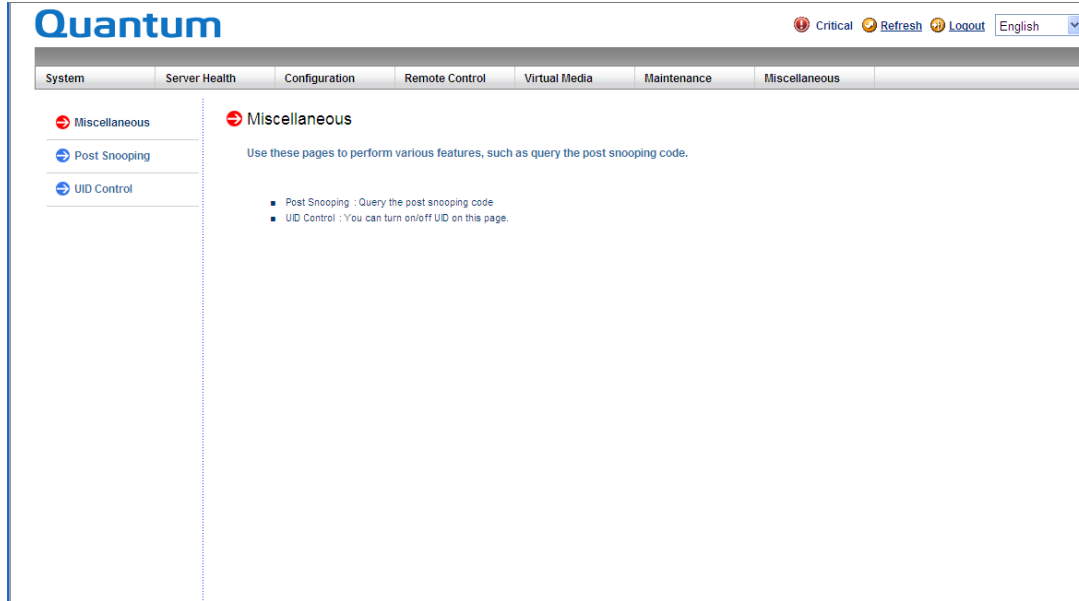 Quantum
Critical Refresh Logout English
System Server Health Configuration Remote Control Virtual Media Maintenance Miscellaneous
Miscellaneous
Post Snooping
UID Control
Miscellaneous
Use these pages to perform various features, such as query the post snooping code.
Post Snooping : Query the post snooping code
UID Control : You can turn on/off UID on this page.